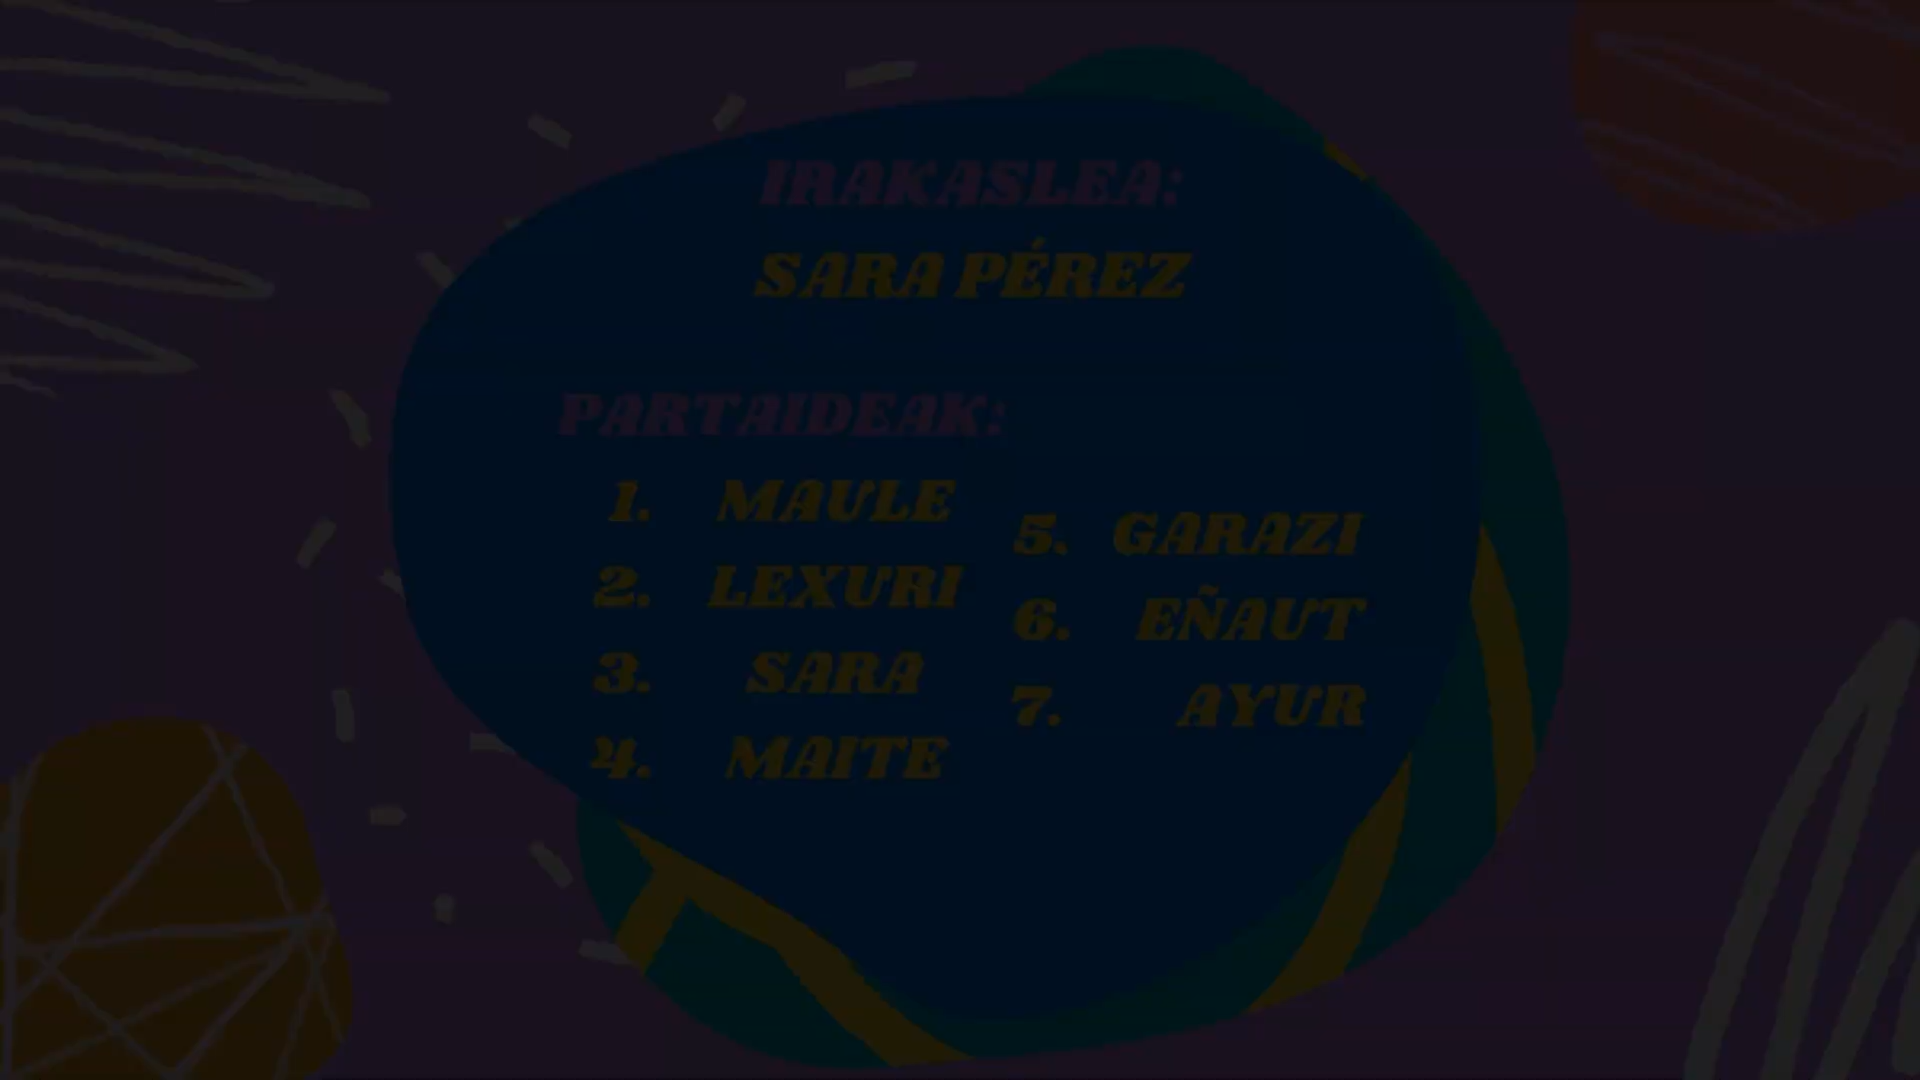 IRAKASLEA:
SARA PÉREZ
PARTAIDEAK:
1. MAULE
2. LEXURI
3. SARA
4. MAITE
5. GARAZI
6. EÑAUT
7. AYUR